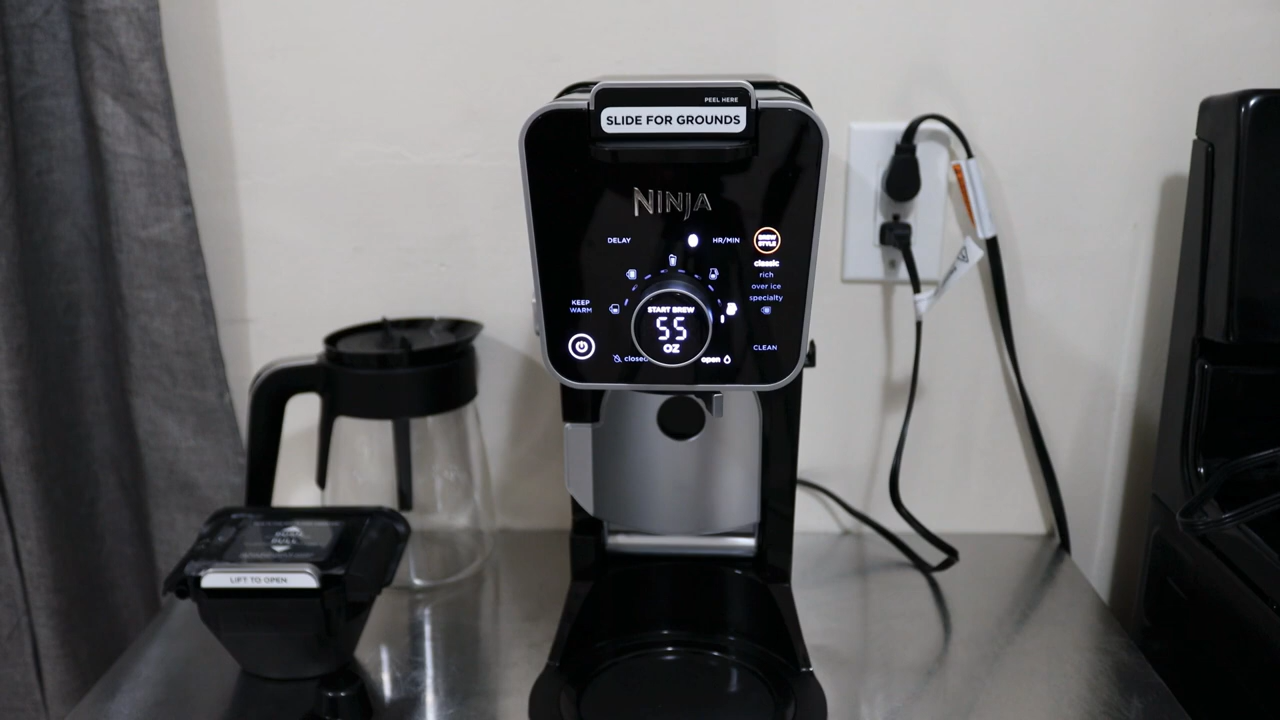 PEEL HERE
SLIDE FOR GROUNDS
NINJA
DELAY
HR/MIN
BREW
STYLE
classic
rich
over ice
specialty
KEEP
WARM
START BREW
55
OZ
closed
open
CLEAN
PULL
LIFT TO OPEN